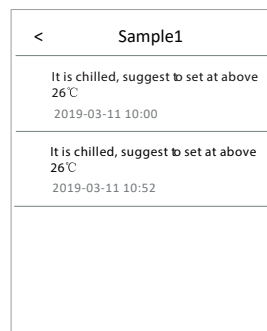 < Sample1
It is chilled, suggest to set at above
26℃
2019-03-11 10:00
It is chilled, suggest to set at above
26℃
2019-03-11 10:52